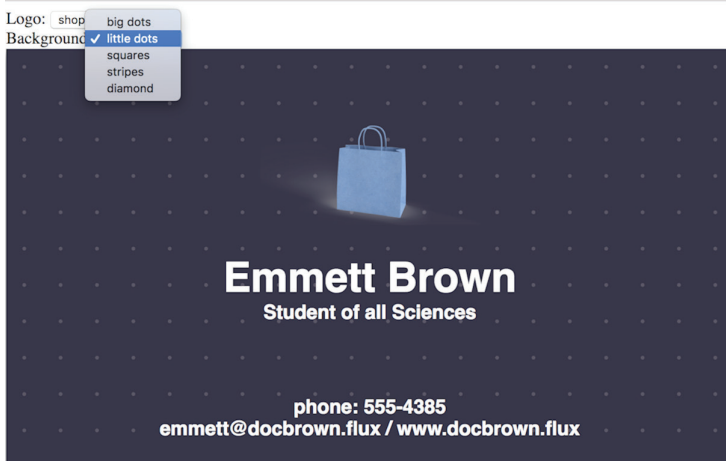 Logo: shop
big dots
Background
✓ little dots
squares
stripes
diamond
Emmett Brown
Student of all Sciences
phone: 555-4385
emmett@docbrown.flux / www.docbrown.flux